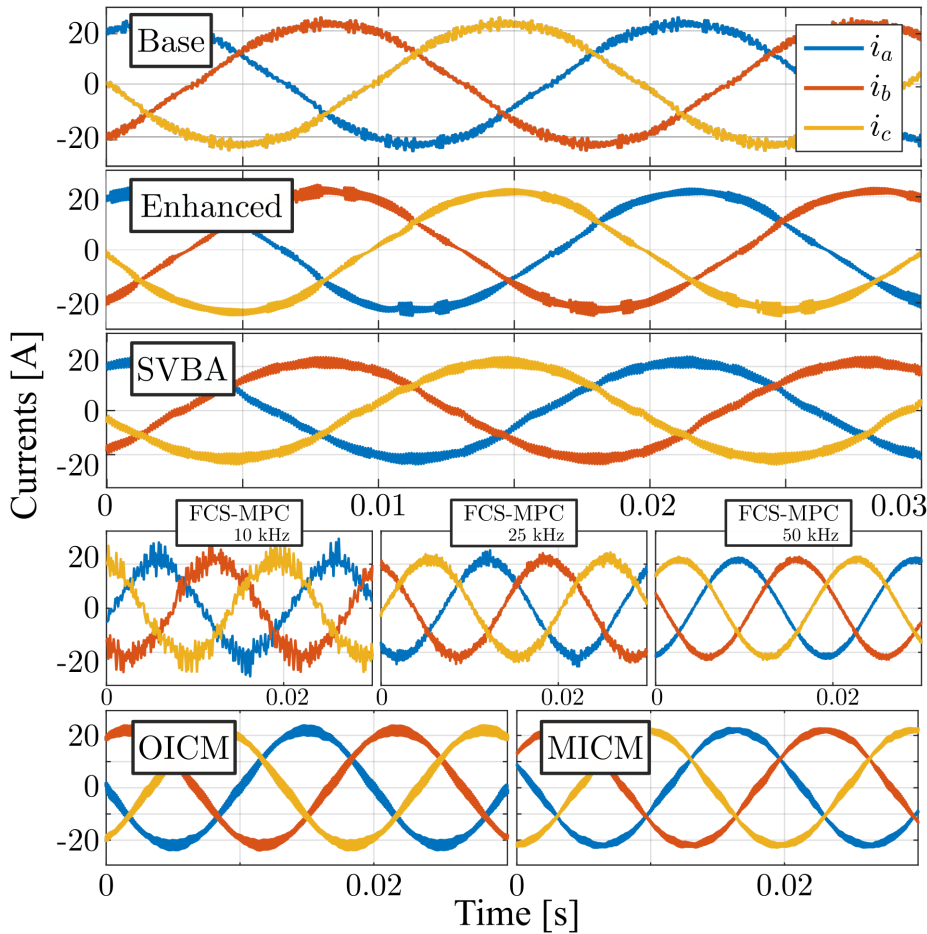 Base
20
0
-20
i_a
i_b
i_c
Enhanced
20
0
-20
SVBA
20
0
-20
0 0.01 0.02 0.03
Currents [A]
FCS-MPC
10 kHz
FCS-MPC
25 kHz
FCS-MPC
50 kHz
20
0
-20
0 0.02 0 0.02 0 0.02
OICM
MICM
20
0
-20
0 0.02 0 0.02
Time [s]